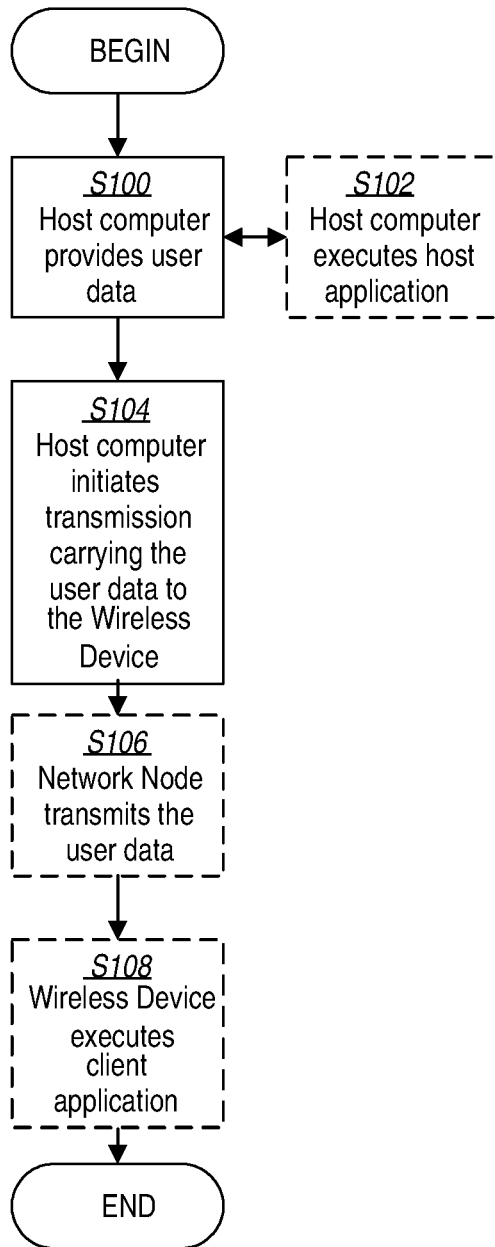 BEGIN
S100
Host computer
provides user
data
S102
Host computer
executes host
application
S104
Host computer
initiates
transmission
carrying the
user data to
the Wireless
Device
S106
Network Node
transmits the
user data
S108
Wireless Device
executes
client
application
END